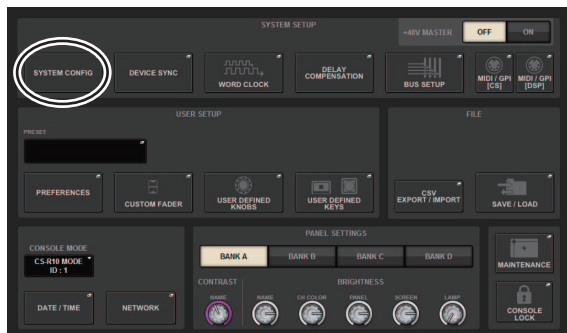 SYSTEM SETUP
+48V MASTER
OFF
ON
SYSTEM CONFIG
DEVICE SYNC
WORD CLOCK
DELAY
COMPENSATION
BUS SETUP
MIDI / GPI
[CS]
MIDI / GPI
[DSP]
USER SETUP
PRESET
PREFERENCES
CUSTOM FADER
USER DEFINED
KNOBS
USER DEFINED
KEYS
FILE
CSV
EXPORT / IMPORT
SAVE / LOAD
CONSOLE MODE
CS-R10 MODE
ID : 1
DATE / TIME
NETWORK
PANEL SETTINGS
BANK A
BANK B
BANK C
BANK D
CONTRAST
BRIGHTNESS
NAME
NAME
CH COLOR
PANEL
SCREEN
LAMP
MAINTENANCE
CONSOLE
LOCK